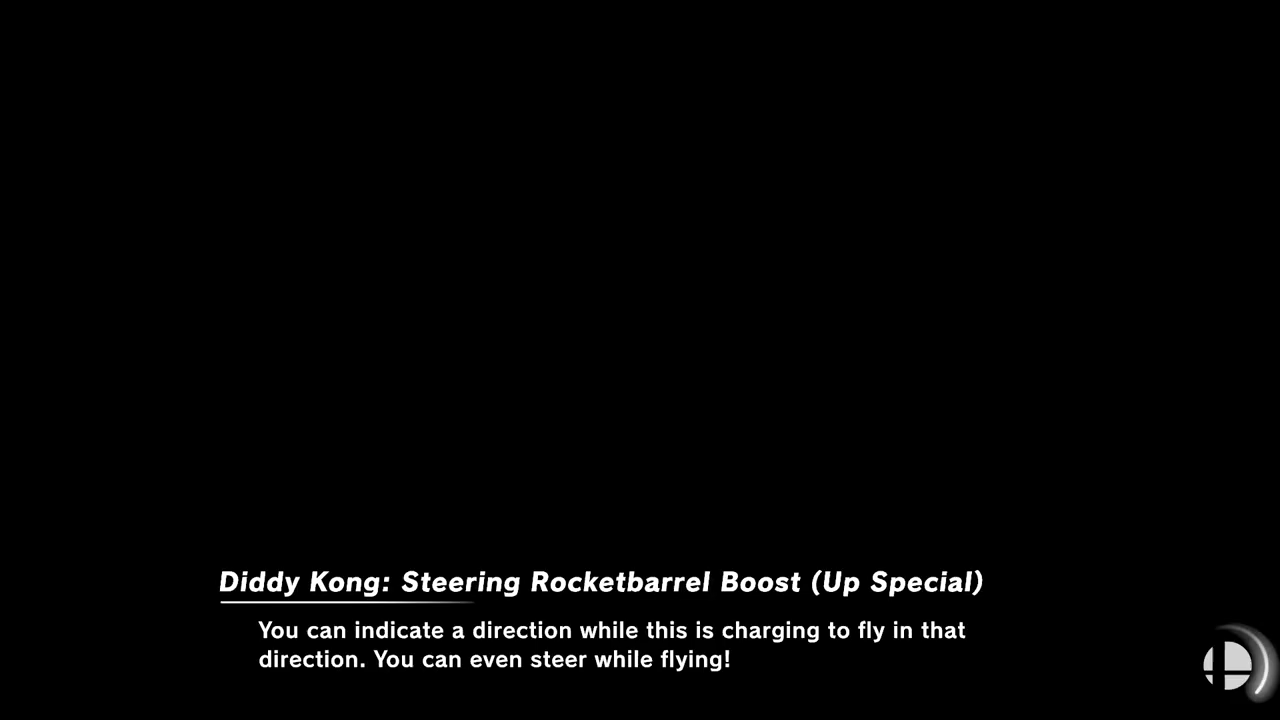 Diddy Kong: Steering Rocketbarrel Boost (Up Special)
You can indicate a direction while this is charging to fly in that
direction. You can even steer while flying!